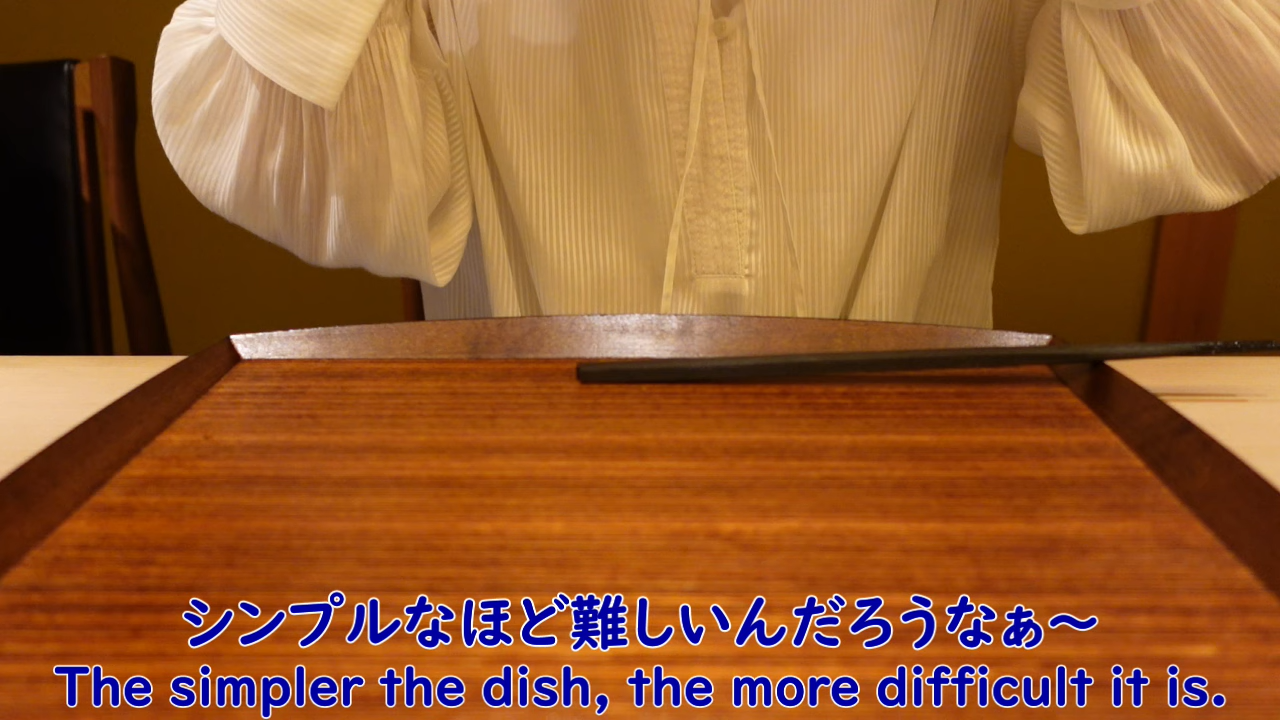 シンプルなほど難しいんだろうなぁ～
The simpler the dish, the more difficult it is.